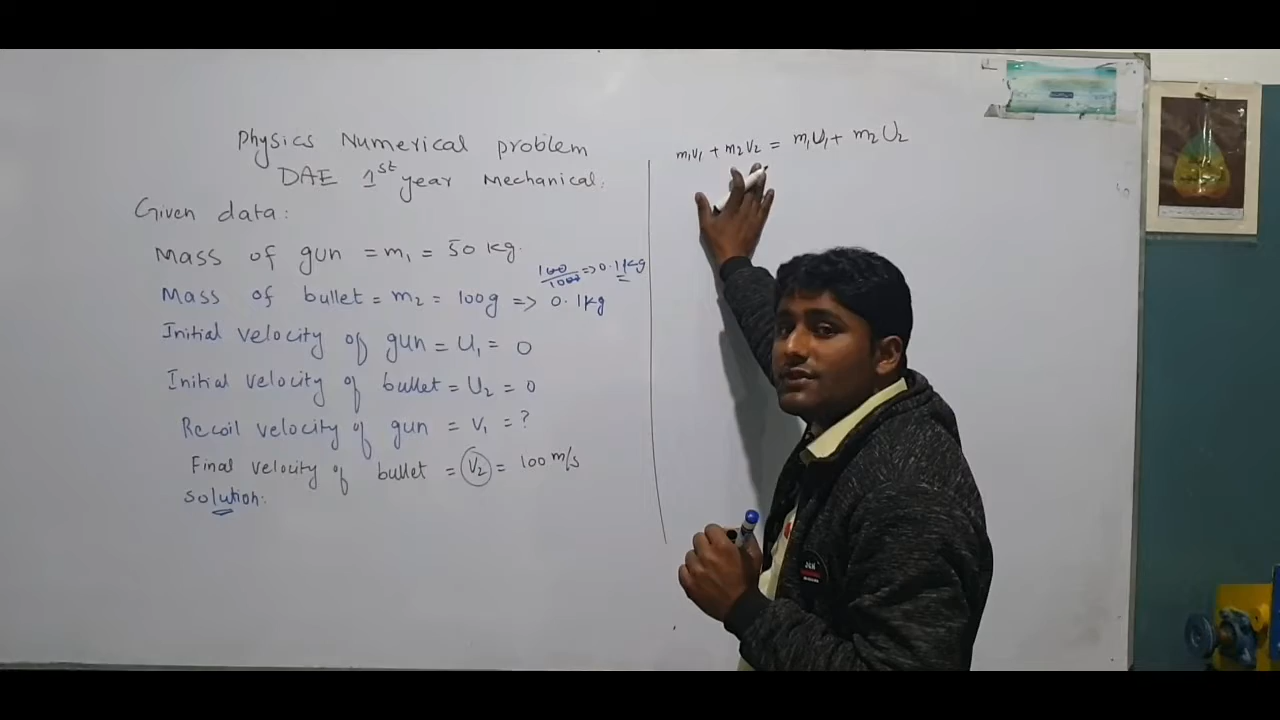 Physics Numerical problem
DAE 1st year Mechanical.
Given data:
Mass of gun = m₁ = 50 kg.
100/1000 => 0.1kg
Mass of bullet = m₂ = 100g => 0.1kg
Initial velocity of gun = U₁ = 0
Initial velocity of bullet = U₂ = 0
Recoil velocity of gun = V₁ = ?
Final velocity of bullet = V₂ = 100 m/s
Solution:
m₁v₁ + m₂v₂ = m₁U₁ + m₂U₂